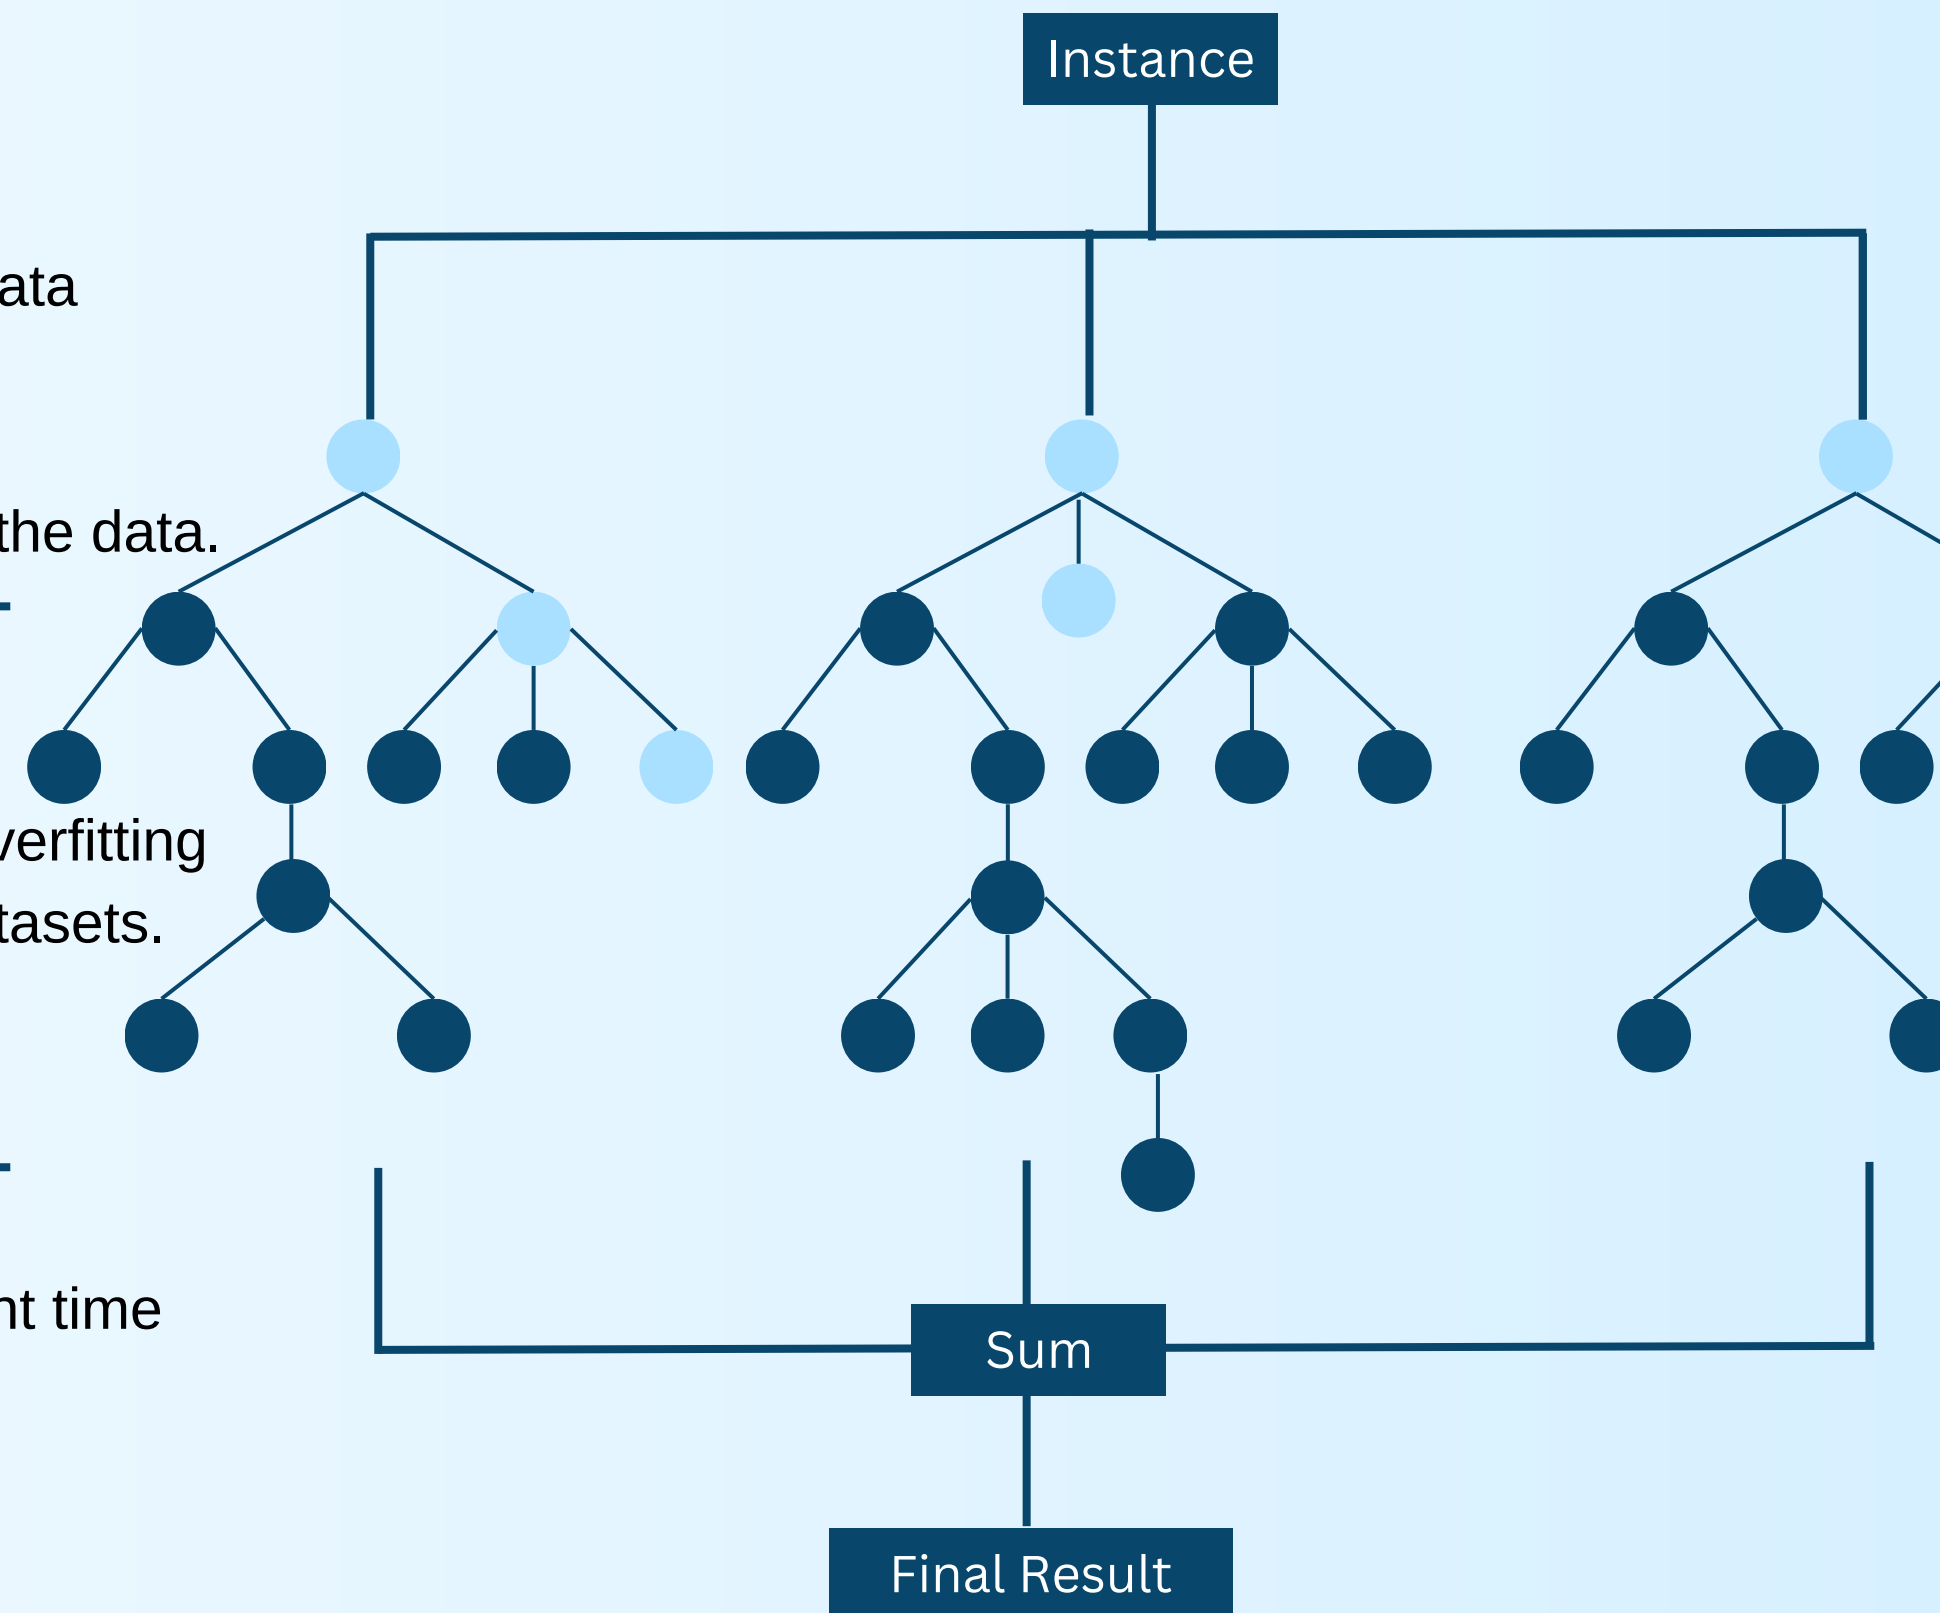 Instance
ata
the data.
verfitting
tasets.
nt time
Sum
Final Result